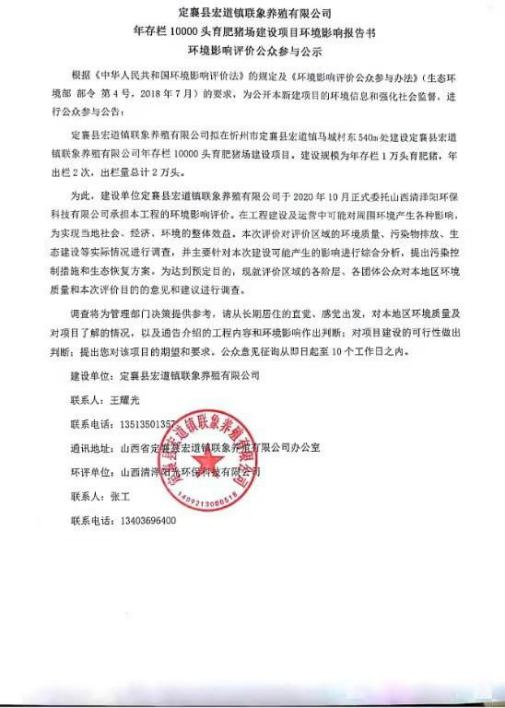 定襄县宏道镇联象养殖有限公司
年存栏 10000 头育肥猪场建设项目环境影响报告书
环境影响评价公众参与公示
根据《中华人民共和国环境影响评价法》的规定及《环境影响评价公众参与办法》（生态环
境部 部令 第 4 号，2018 年 7 月）的要求，为公开本新建项目的环境信息和强化社会监督，进
行公众参与公告：
定襄县宏道镇联象养殖有限公司拟在忻州市定襄县宏道镇马城村东 540m 处建设定襄县宏道
镇联象养殖有限公司年存栏 10000 头育肥猪场建设项目。建设规模为年存栏 1 万头育肥猪，年
出栏 2 次，出栏量总计 2 万头。
为此，建设单位定襄县宏道镇联象养殖有限公司于 2020 年 10 月正式委托山西清泽阳环保
科技有限公司承担本工程的环境影响评价。在工程建设及运营中可能对周围环境产生各种影响，
为实现当地社会、经济、环境的整体效益。本次评价对评价区域的环境质量、污染物排放、生
态建设等实际情况进行调查，并主要针对本次建设可能产生的影响进行综合分析，提出污染控
制措施和生态恢复方案。为达到预定目的，现就评价区域的各阶层、各团体公众对本地区环境
质量和本次评价目的的意见和建议进行调查。
调查将为管理部门决策提供参考，请从长期居住的直觉、感觉出发，对本地区环境质量及
对项目了解的情况，以及通告介绍的工程内容和环境影响作出判断；对项目建设的可行性做出
判断；提出您对该项目的期望和要求，公众意见征询从即日起至 10 个工作日之内。
建设单位：定襄县宏道镇联象养殖有限公司
联系人：王耀光
联系电话：1351350135
通讯地址：山西省定襄县宏道镇联象养殖有限公司办公室
环评单位：山西清泽阳光环保科技有限公司
联系人：张工
联系电话：13403696400
定襄县宏道镇联象养殖有限公司
1409213000518